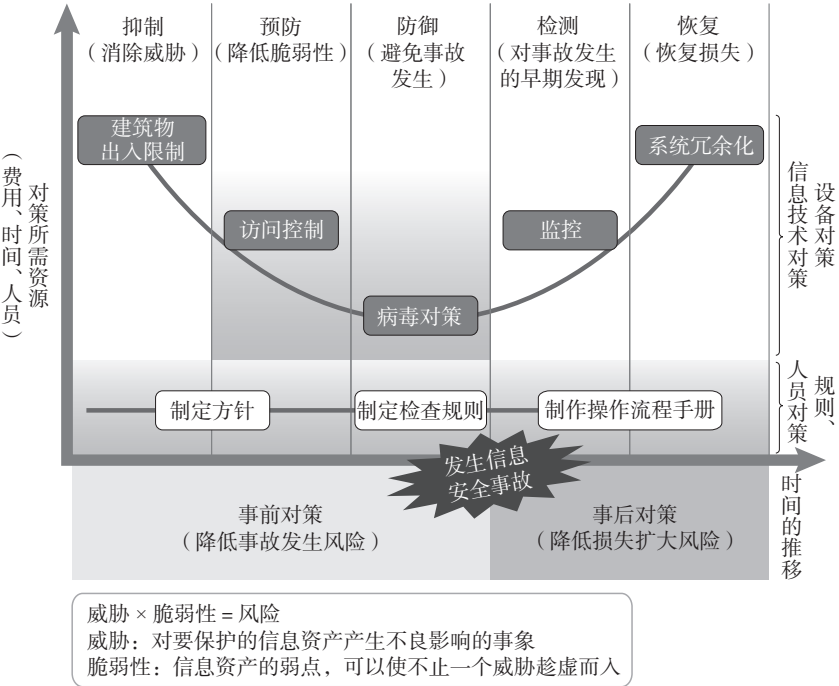 抑制
（消除威胁）
预防
（降低脆弱性）
防御
（避免事故
发生）
检测
（对事故发生
的早期发现）
恢复
（恢复损失）
建筑物
出入限制
访问控制
病毒对策
监控
系统冗余化
对策所需资源
（费用、时间、人员）
设备对策
信息技术对策
制定方针
制定检查规则
制作操作流程手册
规则、
人员对策
发生信息
安全事故
时间的推移
事前对策
（降低事故发生风险）
事后对策
（降低损失扩大风险）
威胁 × 脆弱性 = 风险
威胁：对要保护的信息资产产生不良影响的事象
脆弱性：信息资产的弱点，可以使不止一个威胁趁虚而入